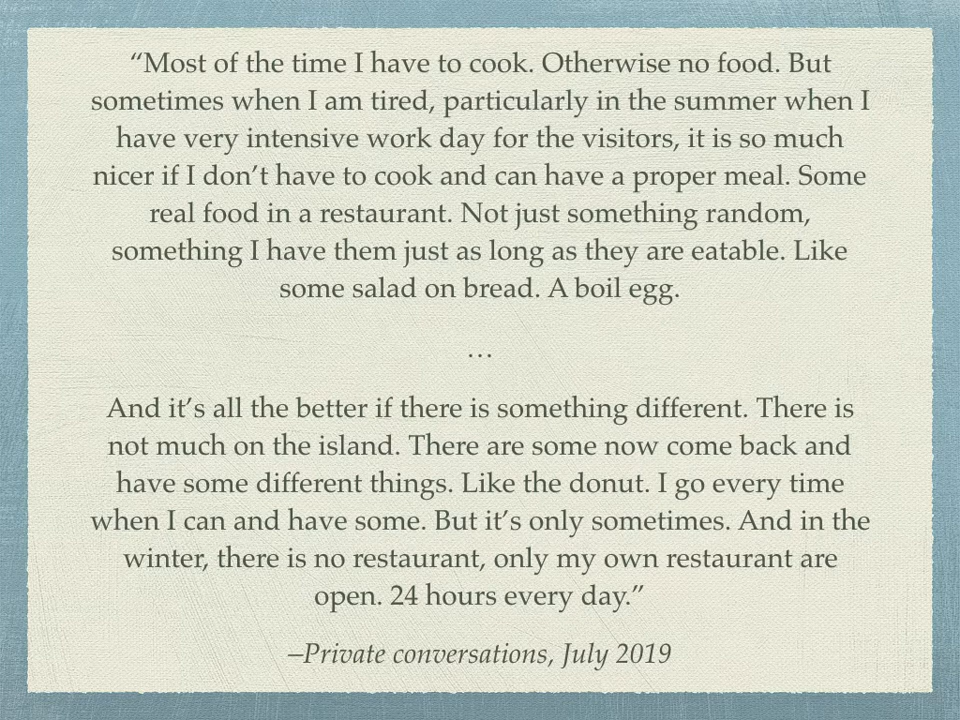 “Most of the time I have to cook. Otherwise no food. But
sometimes when I am tired, particularly in the summer when I
have very intensive work day for the visitors, it is so much
nicer if I don’t have to cook and can have a proper meal. Some
real food in a restaurant. Not just something random,
something I have them just as long as they are eatable. Like
some salad on bread. A boil egg.
…
And it’s all the better if there is something different. There is
not much on the island. There are some now come back and
have some different things. Like the donut. I go every time
when I can and have some. But it’s only sometimes. And in the
winter, there is no restaurant, only my own restaurant are
open. 24 hours every day.”
–Private conversations, July 2019